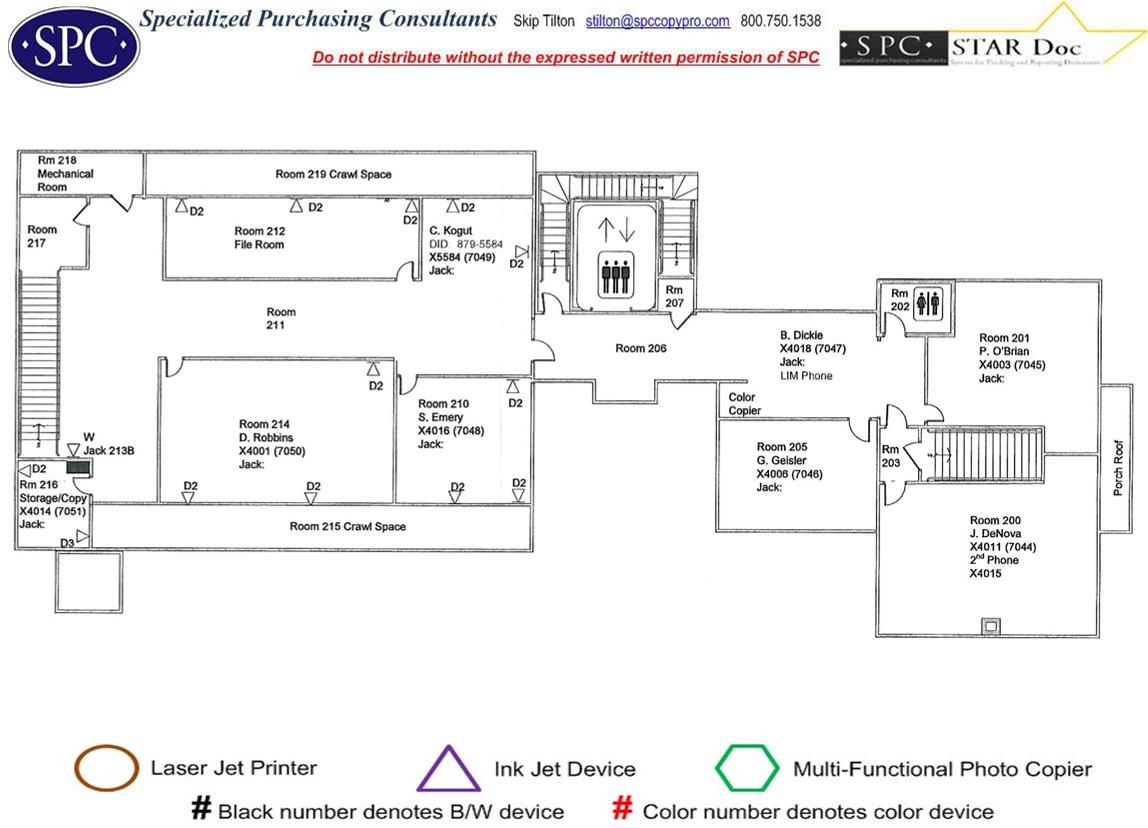 SPC
Specialized Purchasing Consultants Skip Tilton stilton@spccopypro.com 800.750.1538
Do not distribute without the expressed written permission of SPC
· SPC · STAR Doc
specialized purchasing consultants System for Tracking and Reporting Documents
Rm 218
Mechanical
Room
Room 219 Crawl Space
Room
217
D2
D2
D2
Room 212
File Room
D2
C. Kogut
DID: 879-5584
X5584 (7049)
Jack:
D2
Rm
207
Room
211
Room 206
B. Dickie
X4018 (7047)
Jack:
LIM Phone
Rm
202
Room 201
P. O'Brian
X4003 (7045)
Jack:
Color
Copier
D2
Room 214
D. Robbins
X4001 (7050)
Jack:
D2
D2
Room 210
S. Emery
X4016 (7048)
Jack:
D2
D2
D2
W
Jack 213B
D2
Rm 216
Storage/Copy
X4014 (7051)
Jack:
D3
Room 215 Crawl Space
Room 205
G. Geisler
X4006 (7046)
Jack:
Rm
203
Porch Roof
Room 200
J. DeNova
X4011 (7044)
2nd Phone
X4015
Laser Jet Printer
Ink Jet Device
Multi-Functional Photo Copier
# Black number denotes B/W device
# Color number denotes color device